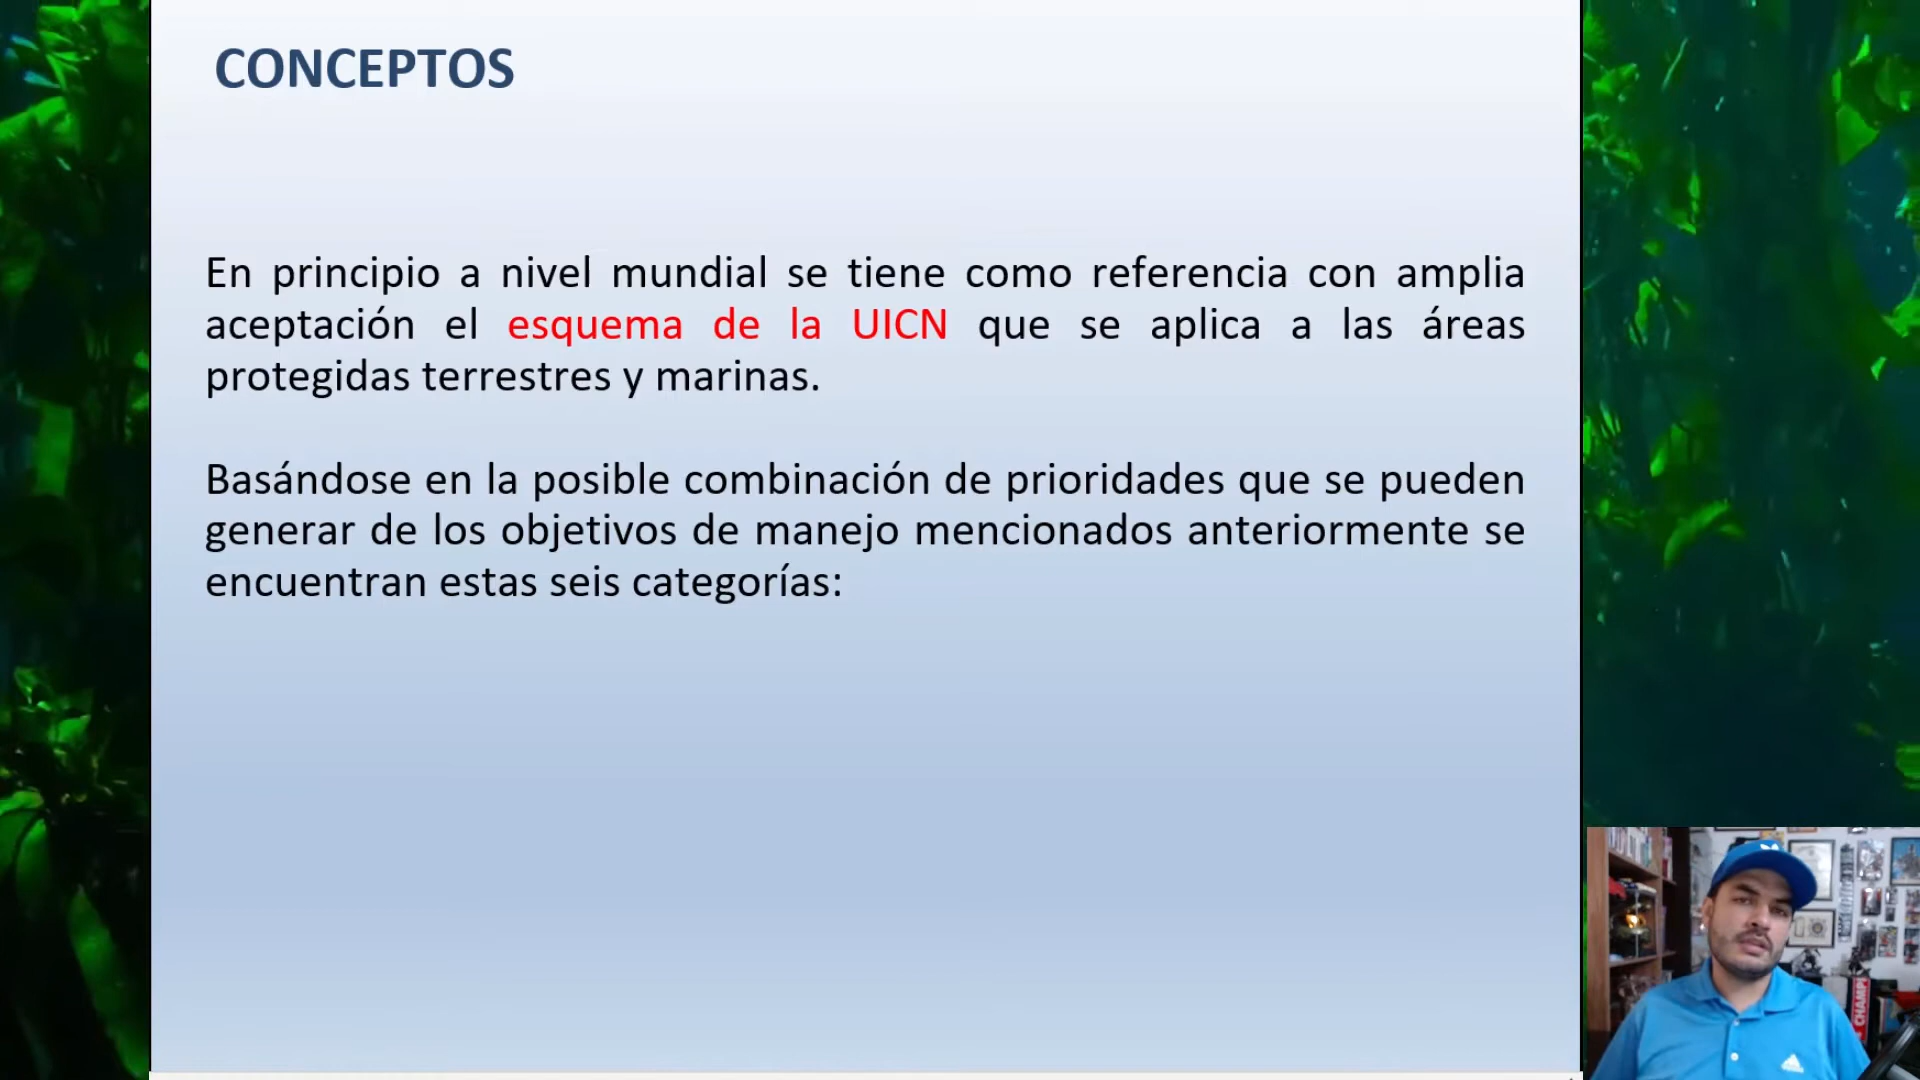 CONCEPTOS
En principio a nivel mundial se tiene como referencia con amplia
aceptación el esquema de la UICN que se aplica a las áreas
protegidas terrestres y marinas.
Basándose en la posible combinación de prioridades que se pueden
generar de los objetivos de manejo mencionados anteriormente se
encuentran estas seis categorías:
CHAMP